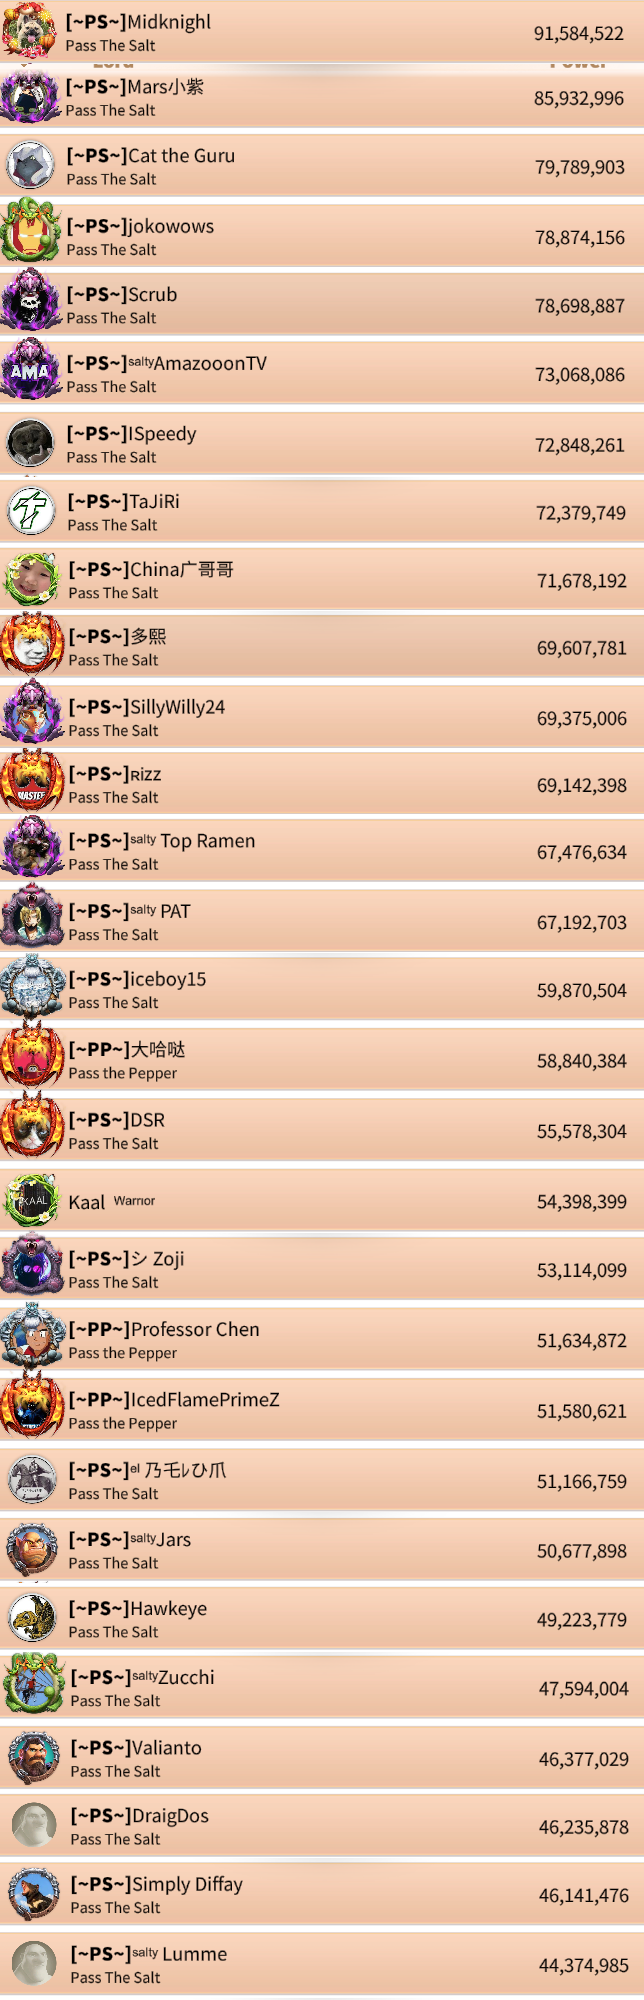 [~PS~]Midknighl
Pass The Salt
91,584,522
Lord Power
[~PS~]Mars小紫
Pass The Salt
85,932,996
[~PS~]Cat the Guru
Pass The Salt
79,789,903
[~PS~]jokowows
Pass The Salt
78,874,156
[~PS~]Scrub
Pass The Salt
78,698,887
AMA
[~PS~]ˢᵃˡᵗʸAmazooonTV
Pass The Salt
73,068,086
[~PS~]ISpeedy
Pass The Salt
72,848,261
[~PS~]TaJiRi
Pass The Salt
72,379,749
[~PS~]China广哥哥
Pass The Salt
71,678,192
[~PS~]多熙
Pass The Salt
69,607,781
[~PS~]SillyWilly24
Pass The Salt
69,375,006
[~PS~]ʀızz
Pass The Salt
69,142,398
[~PS~]ˢᵃˡᵗʸ Top Ramen
Pass The Salt
67,476,634
[~PS~]ˢᵃˡᵗʸ PAT
Pass The Salt
67,192,703
[~PS~]iceboy15
Pass The Salt
59,870,504
[~PP~]大哈哒
Pass the Pepper
58,840,384
[~PS~]DSR
Pass The Salt
55,578,304
KAAL
Kaal ᵂᵃʳʳᶦᵒʳ
54,398,399
[~PS~]シ Zoji
Pass The Salt
53,114,099
[~PP~]Professor Chen
Pass the Pepper
51,634,872
[~PP~]IcedFlamePrimeZ
Pass the Pepper
51,580,621
[~PS~]ᵉˡ 乃乇ﾚひ爪
Pass The Salt
51,166,759
[~PS~]ˢᵃˡᵗʸJars
Pass The Salt
50,677,898
[~PS~]Hawkeye
Pass The Salt
49,223,779
[~PS~]ˢᵃˡᵗʸZucchi
Pass The Salt
47,594,004
[~PS~]Valianto
Pass The Salt
46,377,029
[~PS~]DraigDos
Pass The Salt
46,235,878
[~PS~]Simply Diffay
Pass The Salt
46,141,476
[~PS~]ˢᵃˡᵗʸ Lumme
Pass The Salt
44,374,985